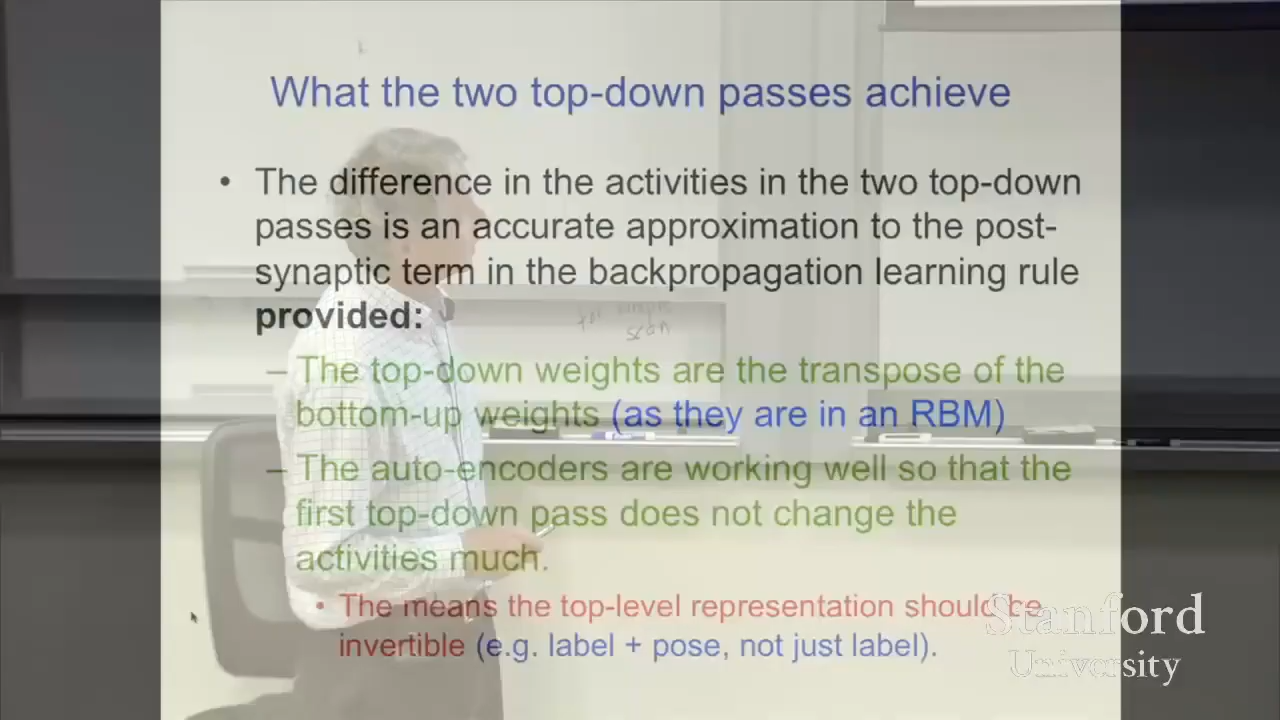 What the two top-down passes achieve
• The difference in the activities in the two top-down
passes is an accurate approximation to the post-
synaptic term in the backpropagation learning rule
provided:
– The top-down weights are the transpose of the
bottom-up weights (as they are in an RBM)
– The auto-encoders are working well so that the
first top-down pass does not change the
activities much.
• The means the top-level representation should be
invertible (e.g. label + pose, not just label).
scan
Stanford
University